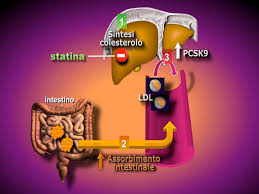 1
Sintesi
colesterolo
statina
PCSK9
3
LDL
intestino
2
Assorbimento
intestinale